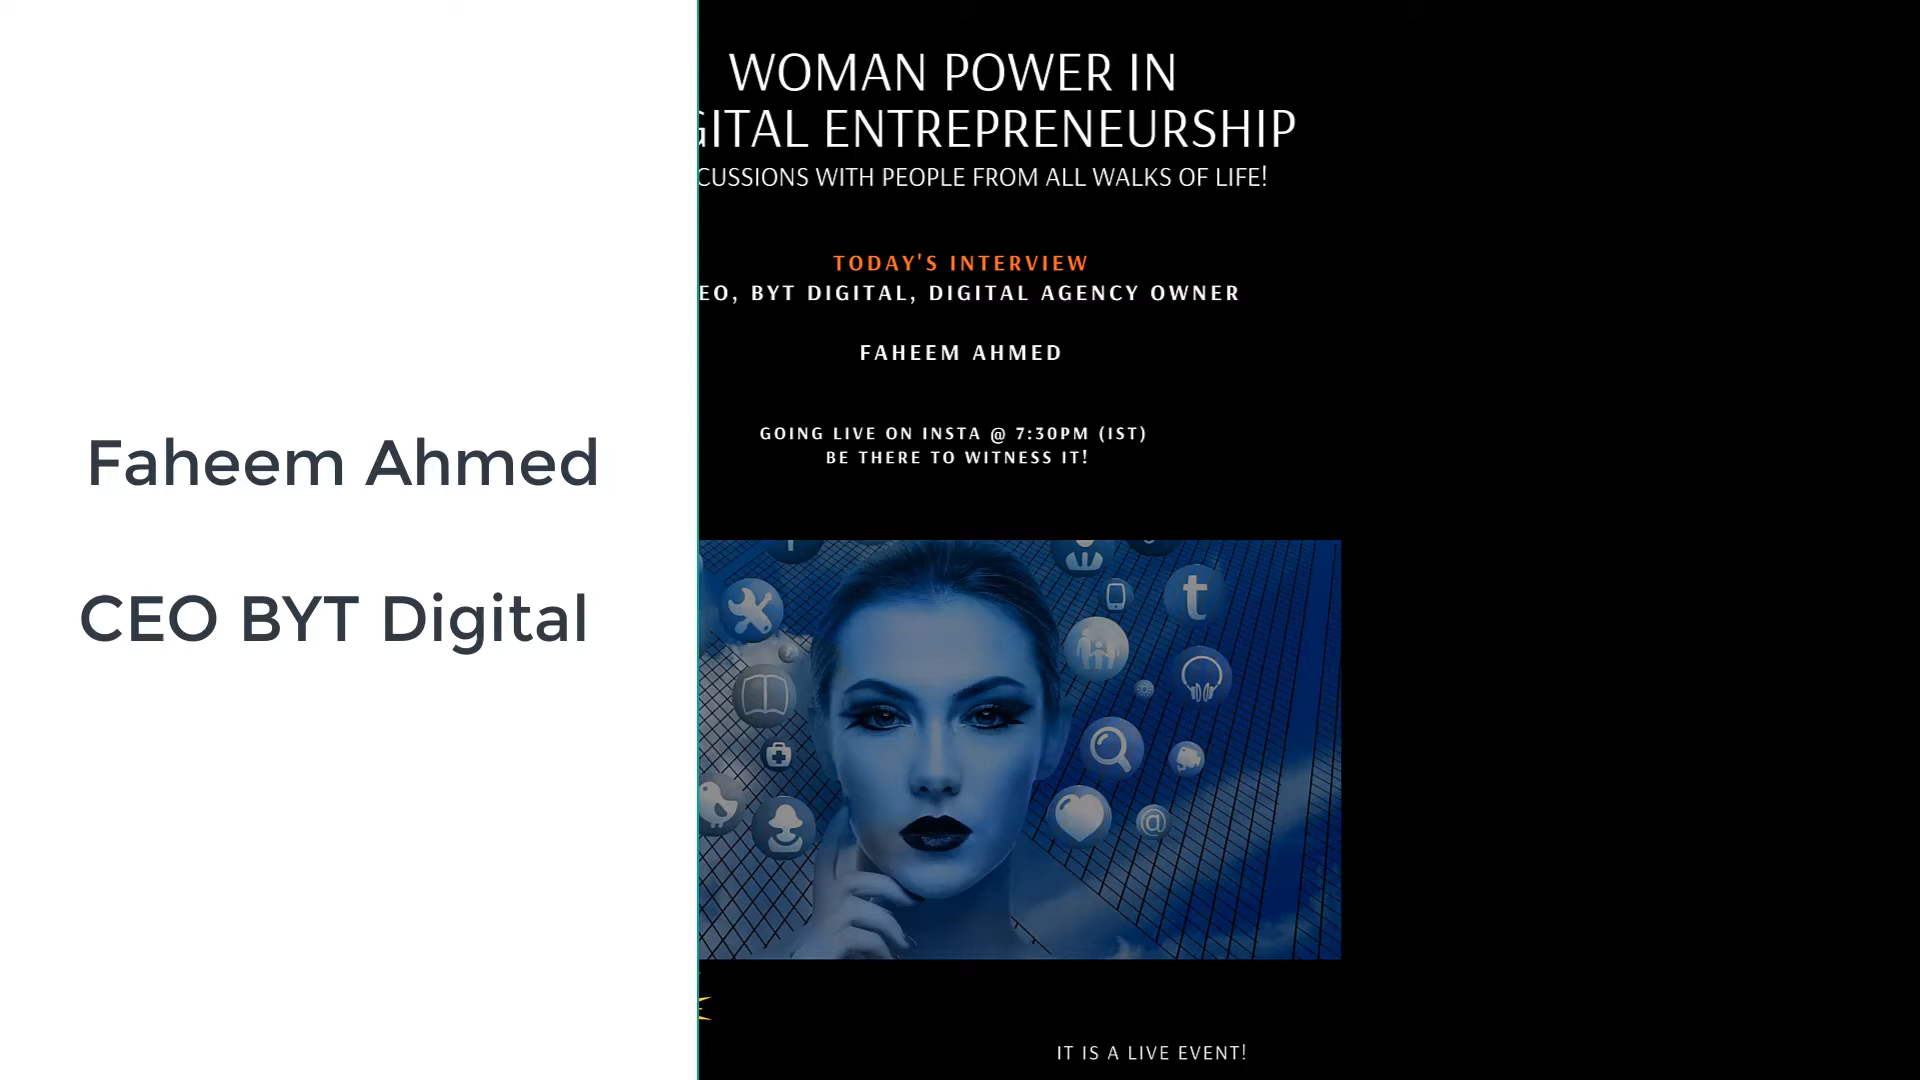 Faheem Ahmed
CEO BYT Digital
WOMAN POWER IN
GITAL ENTREPRENEURSHIP
CUSSIONS WITH PEOPLE FROM ALL WALKS OF LIFE!
TODAY'S INTERVIEW
EO, BYT DIGITAL, DIGITAL AGENCY OWNER
FAHEEM AHMED
GOING LIVE ON INSTA @ 7:30PM (IST)
BE THERE TO WITNESS IT!
t
@
IT IS A LIVE EVENT!